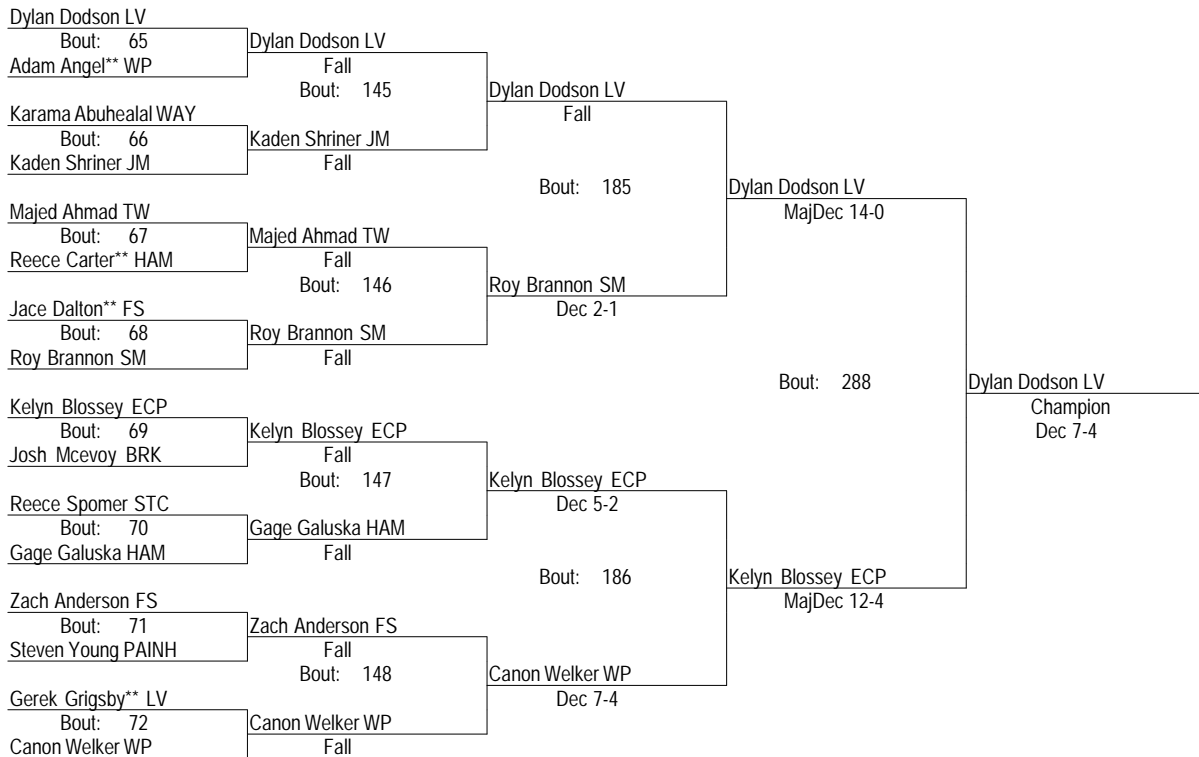 Dylan Dodson LV
Bout: 65
Dylan Dodson LV
Adam Angel** WP
Fall
Bout: 145
Dylan Dodson LV
Karama Abuhealal WAY
Fall
Bout: 66
Kaden Shriner JM
Kaden Shriner JM
Fall
Bout: 185
Dylan Dodson LV
Majed Ahmad TW
MajDec 14-0
Bout: 67
Majed Ahmad TW
Reece Carter** HAM
Fall
Bout: 146
Roy Brannon SM
Jace Dalton** FS
Dec 2-1
Bout: 68
Roy Brannon SM
Roy Brannon SM
Fall
Bout: 288
Dylan Dodson LV
Kelyn Blossey ECP
Champion
Bout: 69
Kelyn Blossey ECP
Dec 7-4
Josh Mcevoy BRK
Fall
Bout: 147
Kelyn Blossey ECP
Reece Spomer STC
Dec 5-2
Bout: 70
Gage Galuska HAM
Gage Galuska HAM
Fall
Bout: 186
Kelyn Blossey ECP
Zach Anderson FS
MajDec 12-4
Bout: 71
Zach Anderson FS
Steven Young PAINH
Fall
Bout: 148
Canon Welker WP
Gerek Grigsby** LV
Dec 7-4
Bout: 72
Canon Welker WP
Canon Welker WP
Fall